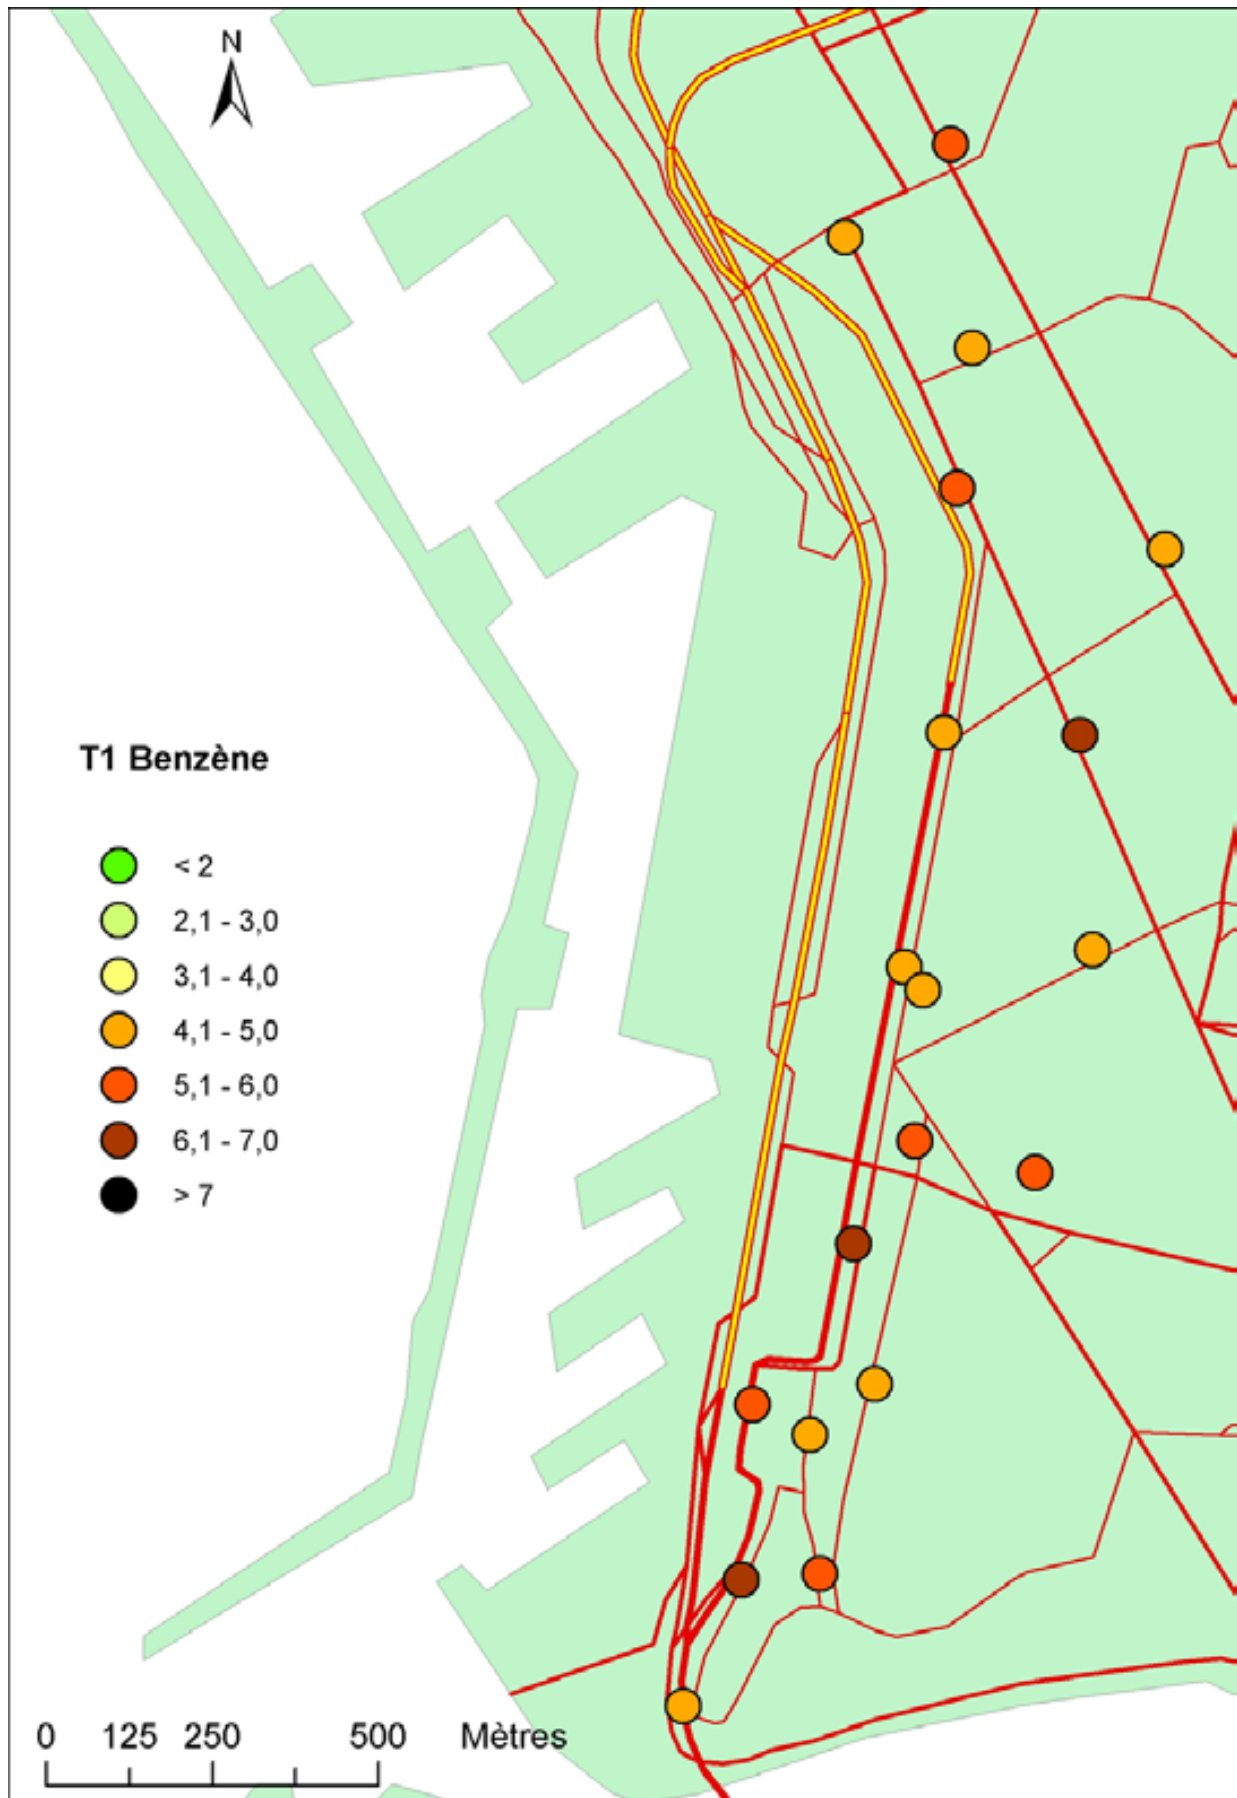 N
T1 Benzène
< 2
2,1 - 3,0
3,1 - 4,0
4,1 - 5,0
5,1 - 6,0
6,1 - 7,0
> 7
0 125 250 500 Mètres